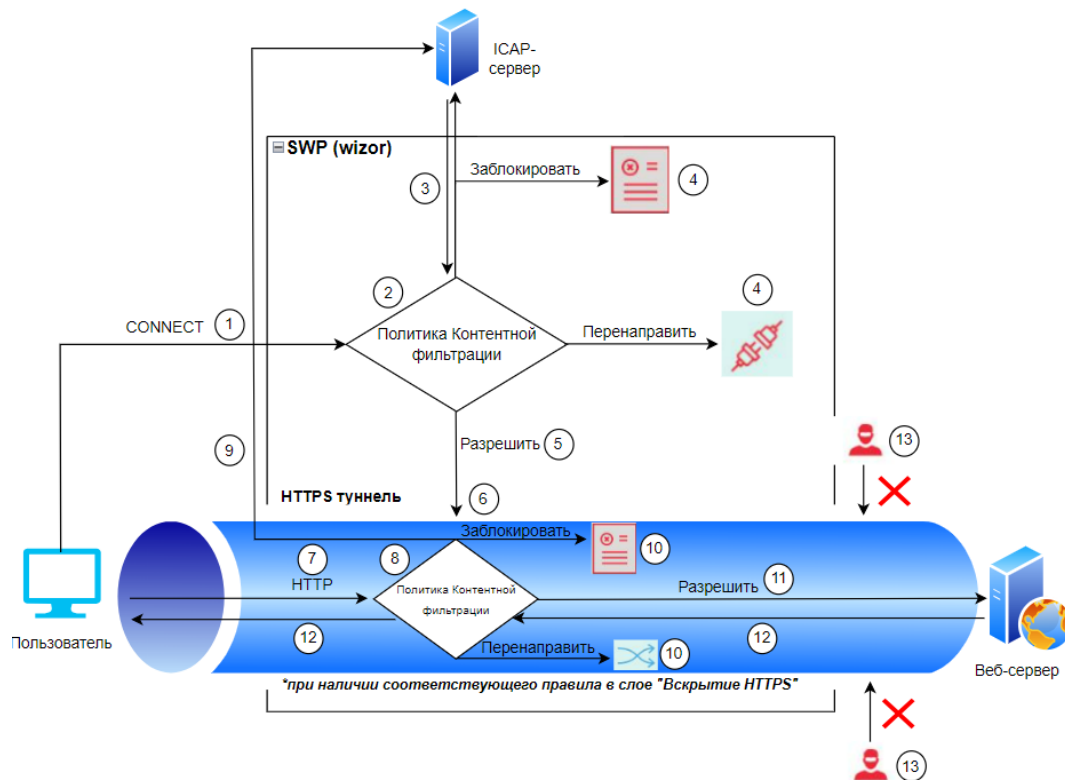 ICAP-
сервер
SWP (wizor)
Заблокировать
4
3
2
4
Политика Контентной
фильтрации
Перенаправить
CONNECT
1
Разрешить
5
9
13
6
HTTPS туннель
Заблокировать
10
7
8
HTTP
Политика Контентной
фильтрации
Разрешить
11
12
12
Перенаправить
10
Пользователь
Веб-сервер
*при наличии соответствующего правила в слое "Вскрытие HTTPS"
13